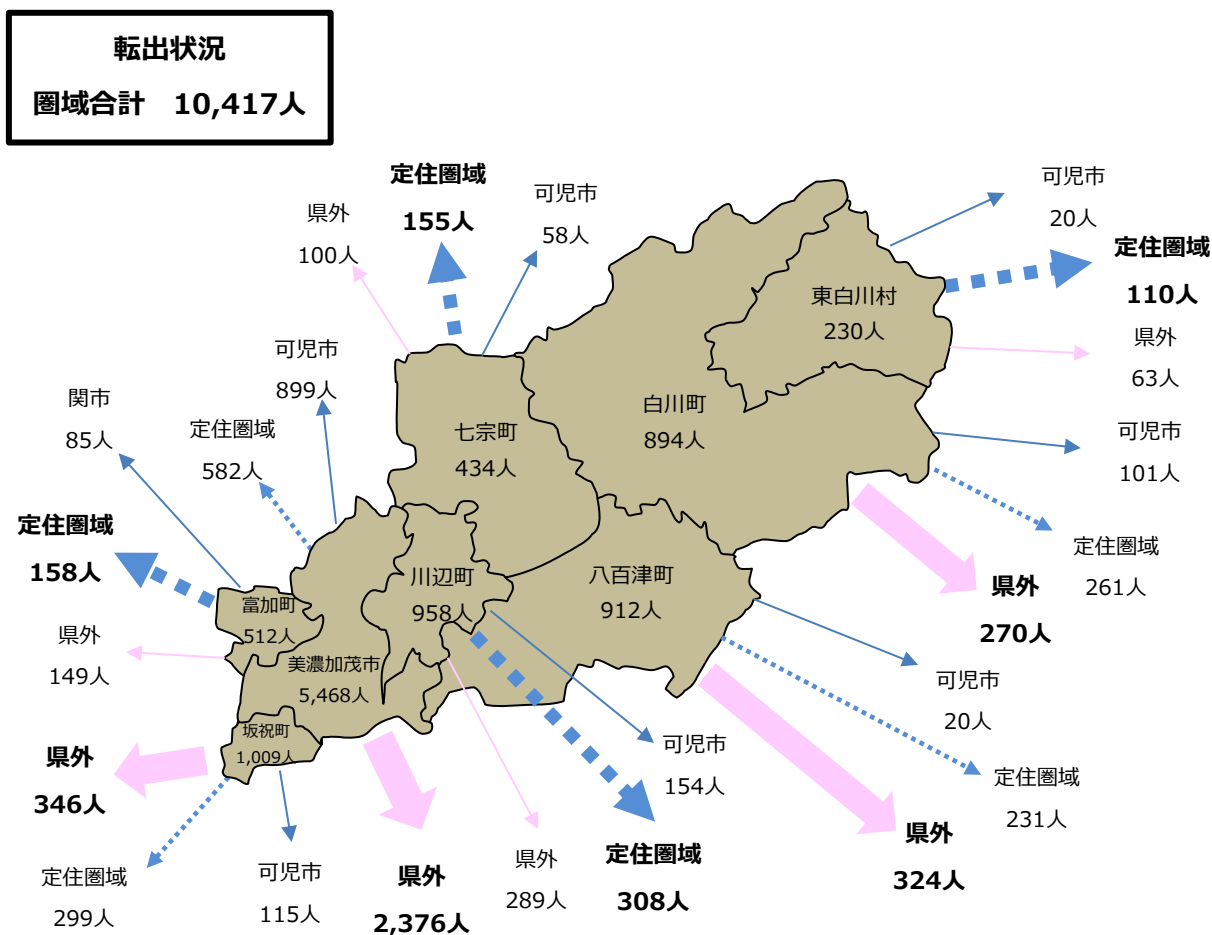 転出状況
圏域合計 10,417人
定住圏域
155人
可児市
58人
県外
100人
可児市
20人
定住圏域
110人
県外
63人
東白川村
230人
可児市
899人
関市
85人
定住圏域
582人
白川町
894人
七宗町
434人
可児市
101人
定住圏域
261人
県外
270人
定住圏域
158人
富加町
512人
川辺町
958人
八百津町
912人
県外
149人
美濃加茂市
5,468人
坂祝町
1,009人
可児市
20人
可児市
154人
定住圏域
231人
県外
346人
県外
324人
定住圏域
299人
可児市
115人
県外
2,376人
県外
289人
定住圏域
308人